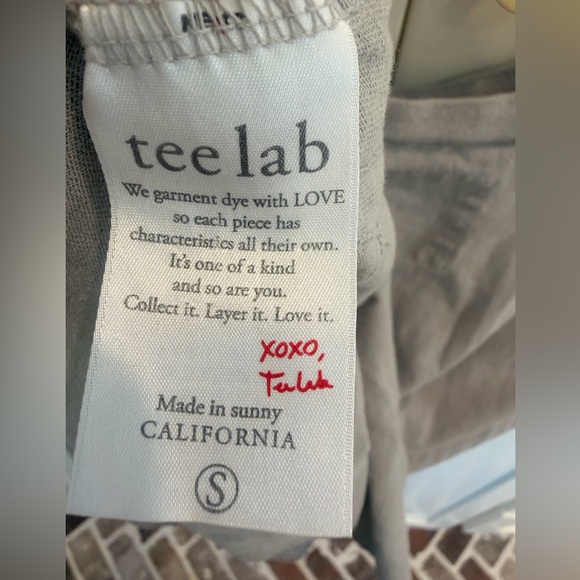 tee lab
We garment dye with LOVE
so each piece has
characteristics all their own.
It's one of a kind
and so are you.
Collect it. Layer it. Love it.
xoxo,
Tee Lab
Made in sunny
CALIFORNIA
S